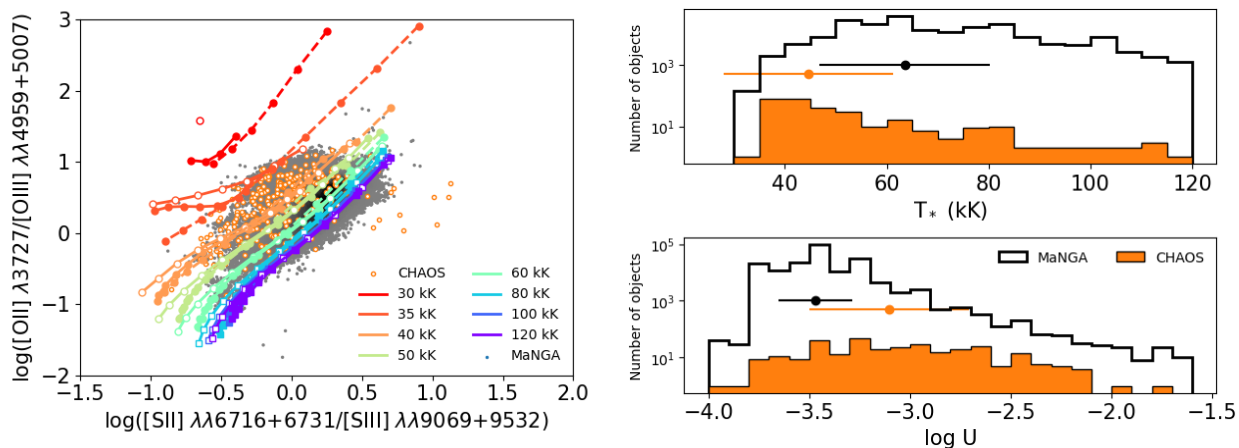 log([OII] λ3727/[OIII] λλ4959+5007)
3
2
1
0
−1
−2
−1.5
−1.0
−0.5
0.0
0.5
1.0
1.5
2.0
log([SII] λλ6716+6731/[SIII] λλ9069+9532)
CHAOS
30 kK
35 kK
40 kK
50 kK
60 kK
80 kK
100 kK
120 kK
MaNGA
Number of objects
10³
10¹
40
60
80
100
120
T* (kK)
Number of objects
10⁵
10³
10¹
MaNGA
CHAOS
−4.0
−3.5
−3.0
−2.5
−2.0
−1.5
log U